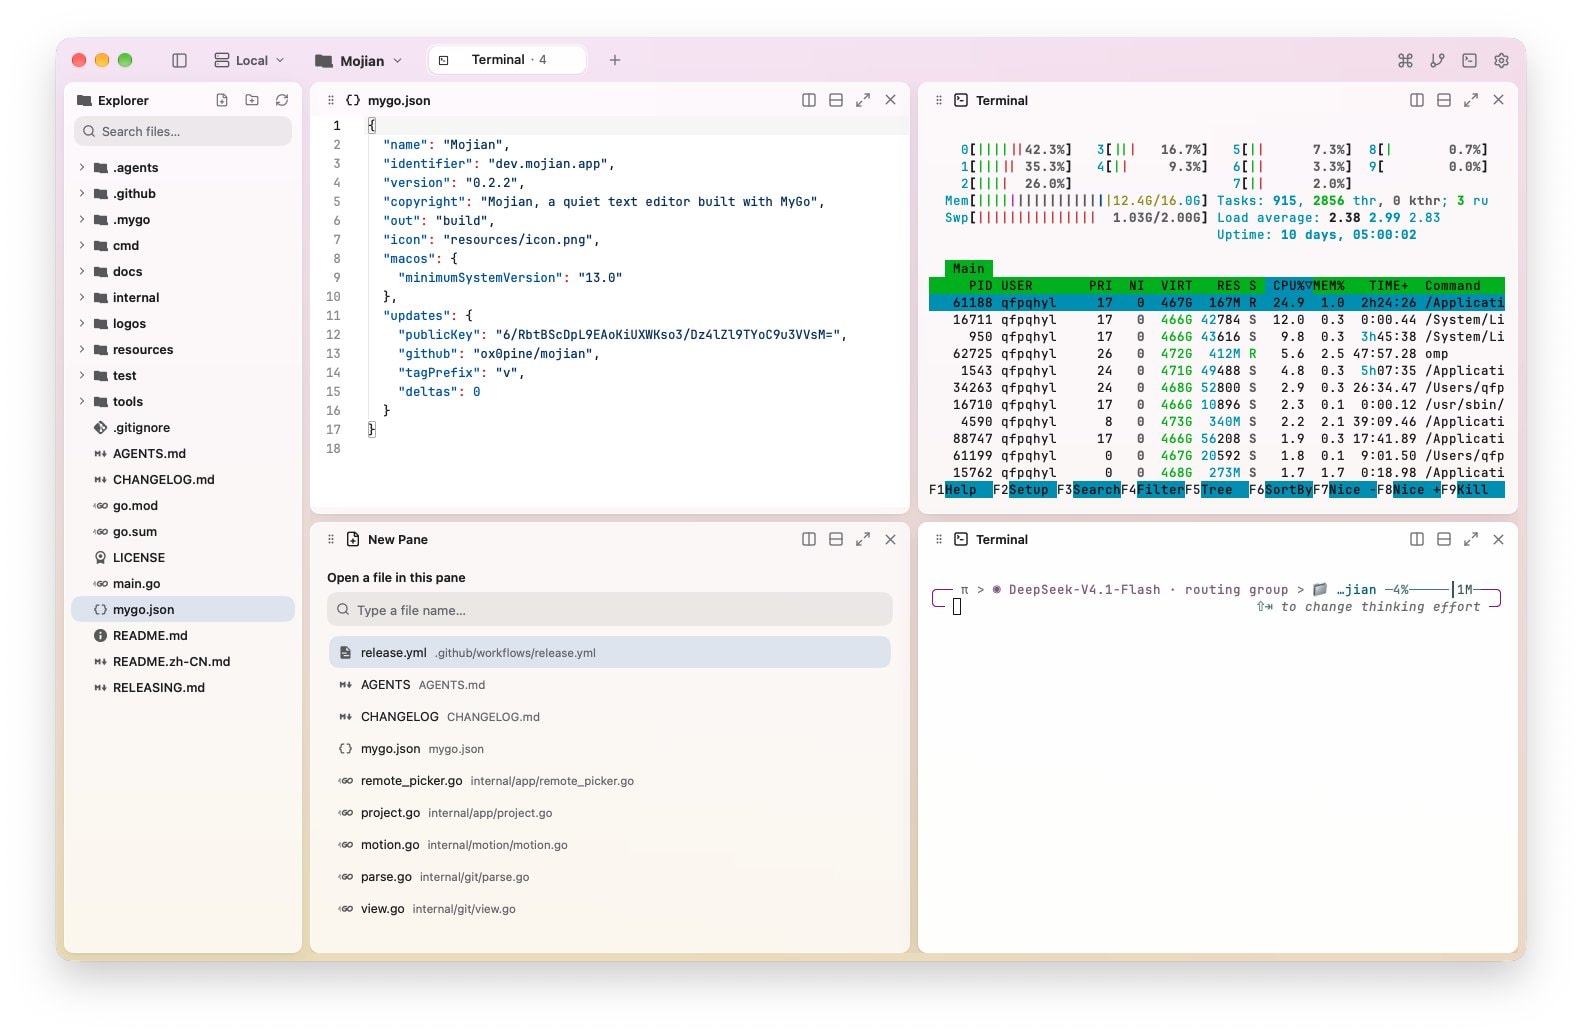 Local
Mojian
Terminal · 4
Explorer
Search files...
.agents
.github
.mygo
cmd
docs
internal
logos
resources
test
tools
.gitignore
AGENTS.md
CHANGELOG.md
go.mod
go.sum
LICENSE
main.go
mygo.json
README.md
README.zh-CN.md
RELEASING.md
mygo.json
1 {
2 "name": "Mojian",
3 "identifier": "dev.mojian.app",
4 "version": "0.2.2",
5 "copyright": "Mojian, a quiet text editor built with MyGo",
6 "out": "build",
7 "icon": "resources/icon.png",
8 "macos": {
9 "minimumSystemVersion": "13.0"
10 },
11 "updates": {
12 "publicKey": "6/RbtBScDpL9EAoKiUXWKso3/Dz4lZl9TYoC9u3VVsM=",
13 "github": "ox0pine/mojian",
14 "tagPrefix": "v",
15 "deltas": 0
16 }
17 }
18
Terminal
0[|||| ||42.3%] 3[|| | 16.7%] 5[|| 7.3%] 8[| 0.7%]
1[||||| 35.3%] 4[|| 9.3%] 6[|| 3.3%] 9[ 0.0%]
2[|||| 26.0%] 7[|| 2.0%]
Mem[|||||||||||||||||12.4G/16.0G] Tasks: 915, 2856 thr, 0 kthr; 3 ru
Swp[||||||||||||||| 1.03G/2.00G] Load average: 2.38 2.99 2.83
Uptime: 10 days, 05:00:02
Main
PID USER PRI NI VIRT RES S CPU%▽MEM% TIME+ Command
61188 qfpqhyl 17 0 467G 167M R 24.9 1.0 2h24:26 /Applicati
16711 qfpqhyl 17 0 466G 42784 S 12.0 0.3 0:00.44 /System/Li
950 qfpqhyl 17 0 466G 43616 S 9.8 0.3 3h45:38 /System/Li
62725 qfpqhyl 26 0 472G 412M R 5.6 2.5 47:57.28 omp
1543 qfpqhyl 24 0 471G 49488 S 4.8 0.3 5h07:35 /Applicati
34263 qfpqhyl 24 0 468G 52800 S 2.9 0.3 26:34.47 /Users/qfp
16710 qfpqhyl 17 0 466G 10896 S 2.3 0.1 0:00.12 /usr/sbin/
4590 qfpqhyl 8 0 473G 340M S 2.2 2.1 39:09.46 /Applicati
88747 qfpqhyl 17 0 466G 56208 S 1.9 0.3 17:41.89 /Applicati
61199 qfpqhyl 0 0 467G 20592 S 1.8 0.1 9:01.50 /Users/qfp
15762 qfpqhyl 0 0 468G 273M S 1.7 1.7 0:18.98 /Applicati
F1Help F2Setup F3SearchF4FilterF5Tree F6SortByF7Nice -F8Nice +F9Kill
New Pane
Open a file in this pane
Type a file name...
release.yml .github/workflows/release.yml
AGENTS AGENTS.md
CHANGELOG CHANGELOG.md
mygo.json mygo.json
remote_picker.go internal/app/remote_picker.go
project.go internal/app/project.go
motion.go internal/motion/motion.go
parse.go internal/git/parse.go
view.go internal/git/view.go
Terminal
π > ◉ DeepSeek-V4.1-Flash · routing group > …jian —4%—|1M—
⇧⇥ to change thinking effort